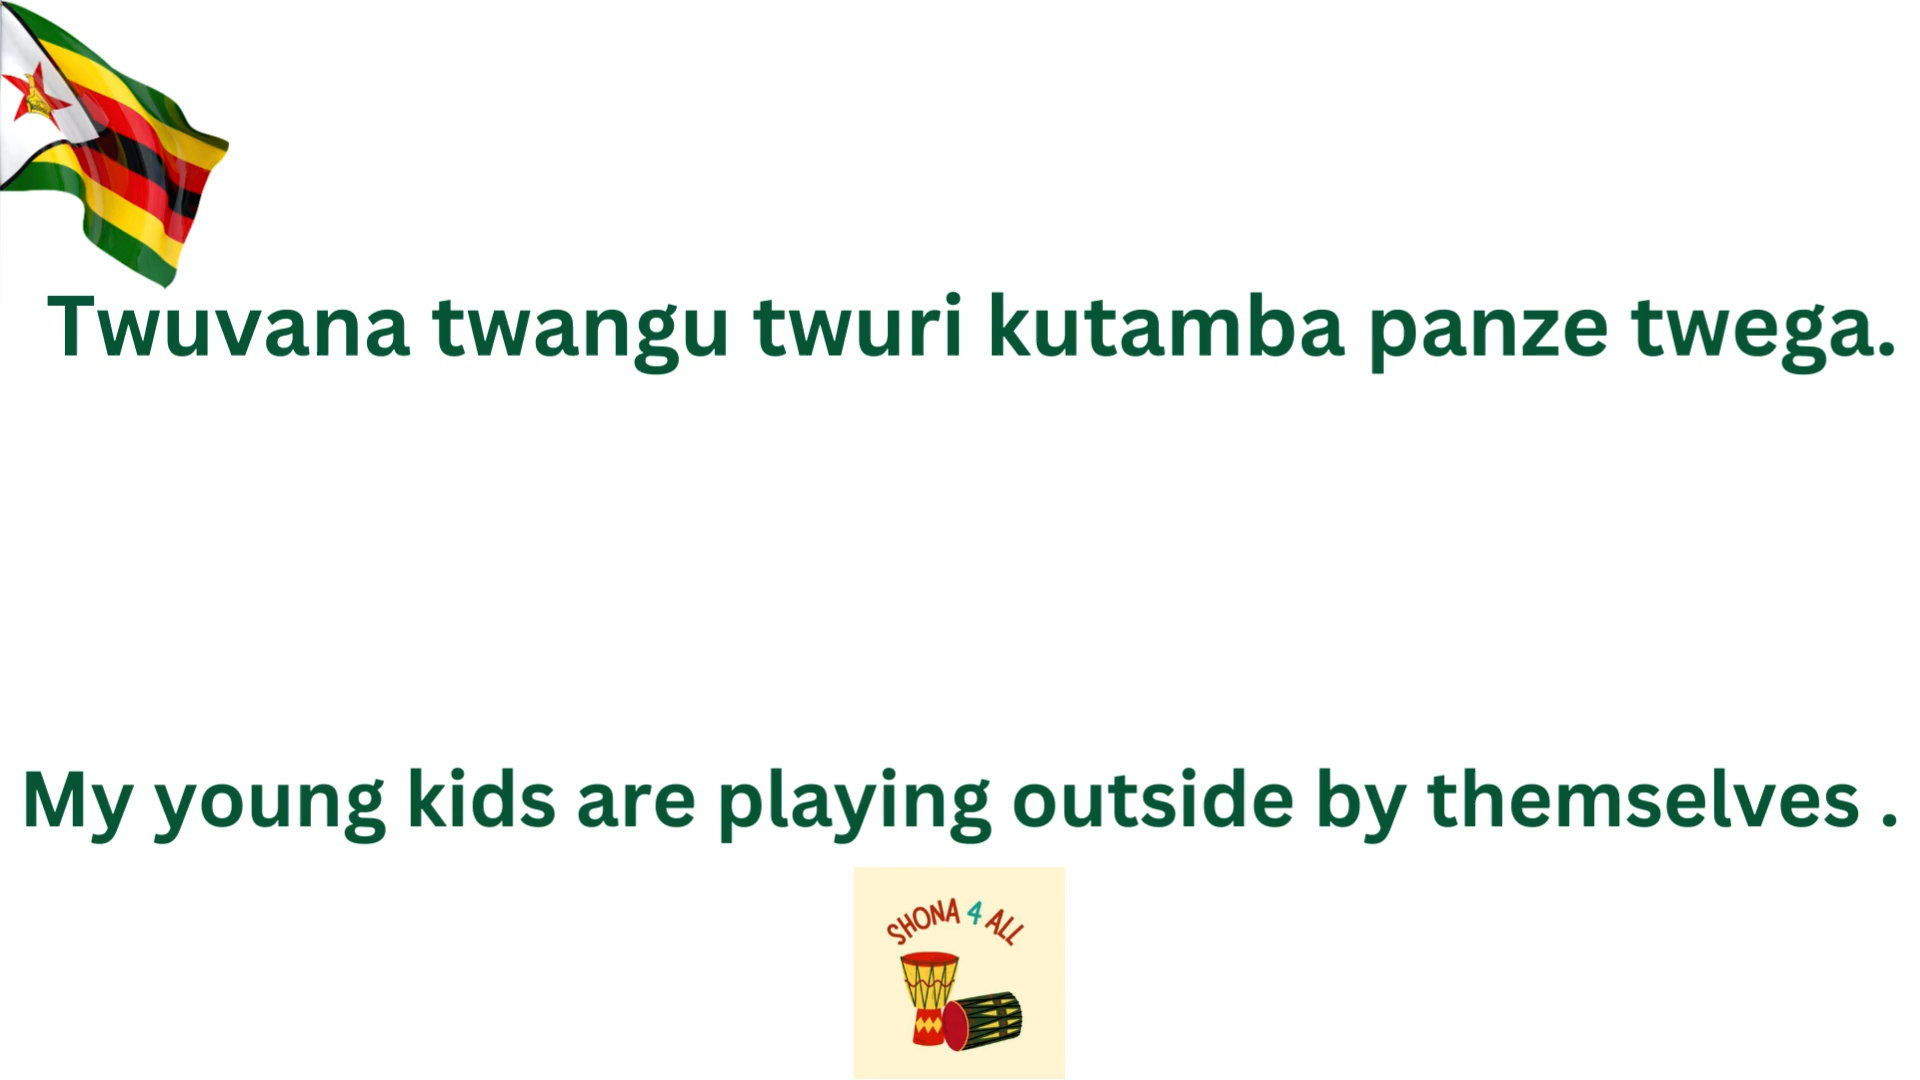 Twuvana twangu twuri kutamba panze twega.
My young kids are playing outside by themselves .
SHONA 4 ALL